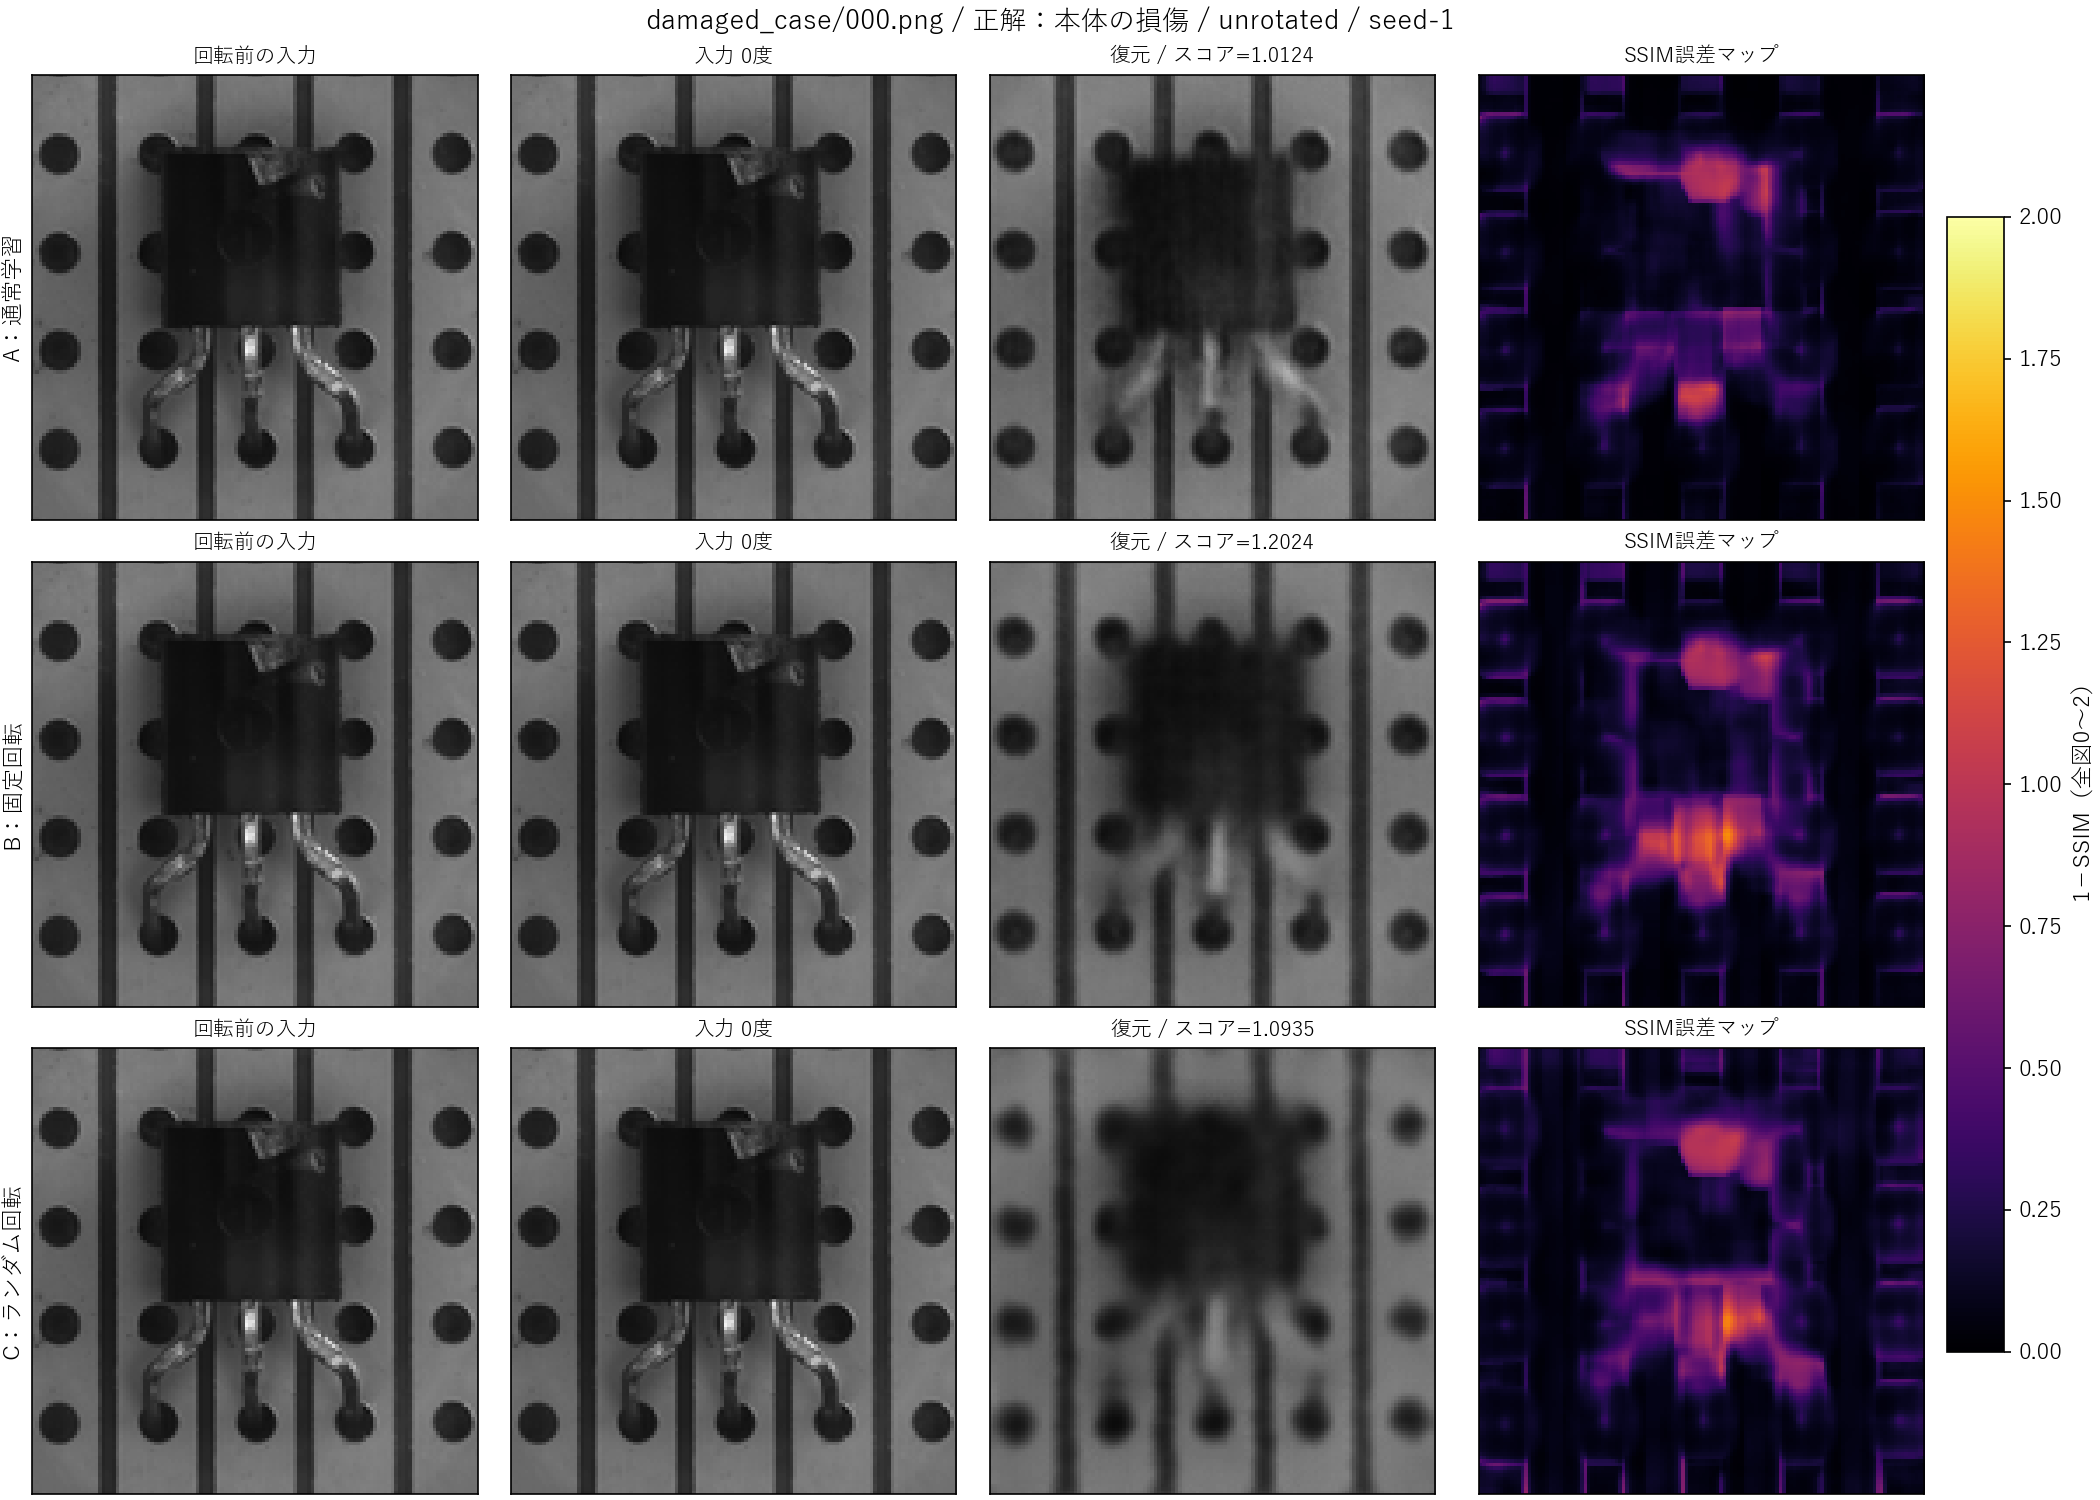 damaged_case/000.png / 正解：本体の損傷 / unrotated / seed-1
回転前の入力
入力 0度
復元 / スコア=1.0124
SSIM誤差マップ
A：通常学習
回転前の入力
入力 0度
復元 / スコア=1.2024
SSIM誤差マップ
B：固定回転
回転前の入力
入力 0度
復元 / スコア=1.0935
SSIM誤差マップ
C：ランダム回転
2.00
1.75
1.50
1.25
1.00
0.75
0.50
0.25
0.00
1－SSIM（全図0～2）